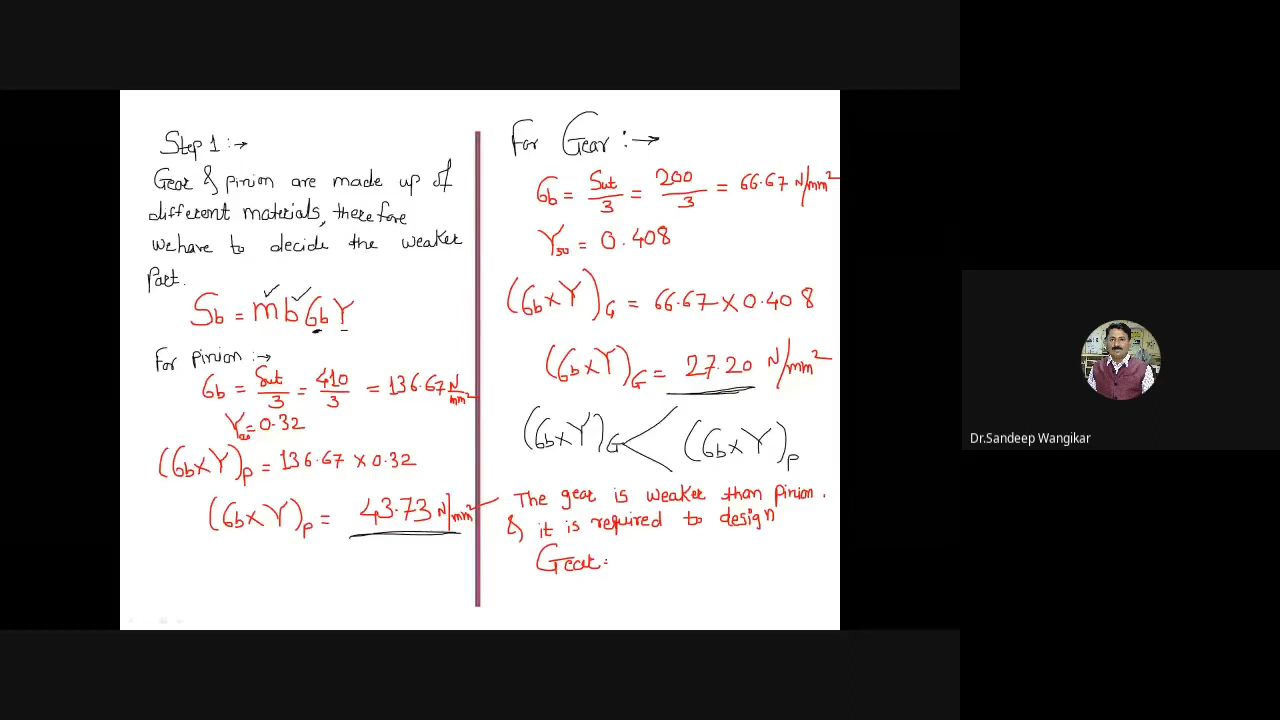 Step 1 :→
Gear & pinion are made up of
different materials, therefore
we have to decide the weaker
part.
Sb = m b σb Y
For pinion :→
σb = Sut/3 = 410/3 = 136.67 N/mm²
Y = 0.32
(σb×Y)p = 136.67 × 0.32
(σb×Y)p = 43.73 N/mm²
For Gear :→
σb = Sut/3 = 200/3 = 66.67 N/mm²
Y50 = 0.408
(σb×Y)G = 66.67 × 0.408
(σb×Y)G = 27.20 N/mm²
(σb×Y)G < (σb×Y)p
The gear is weaker than pinion.
& it is required to design
Gear.
Dr.Sandeep Wangikar